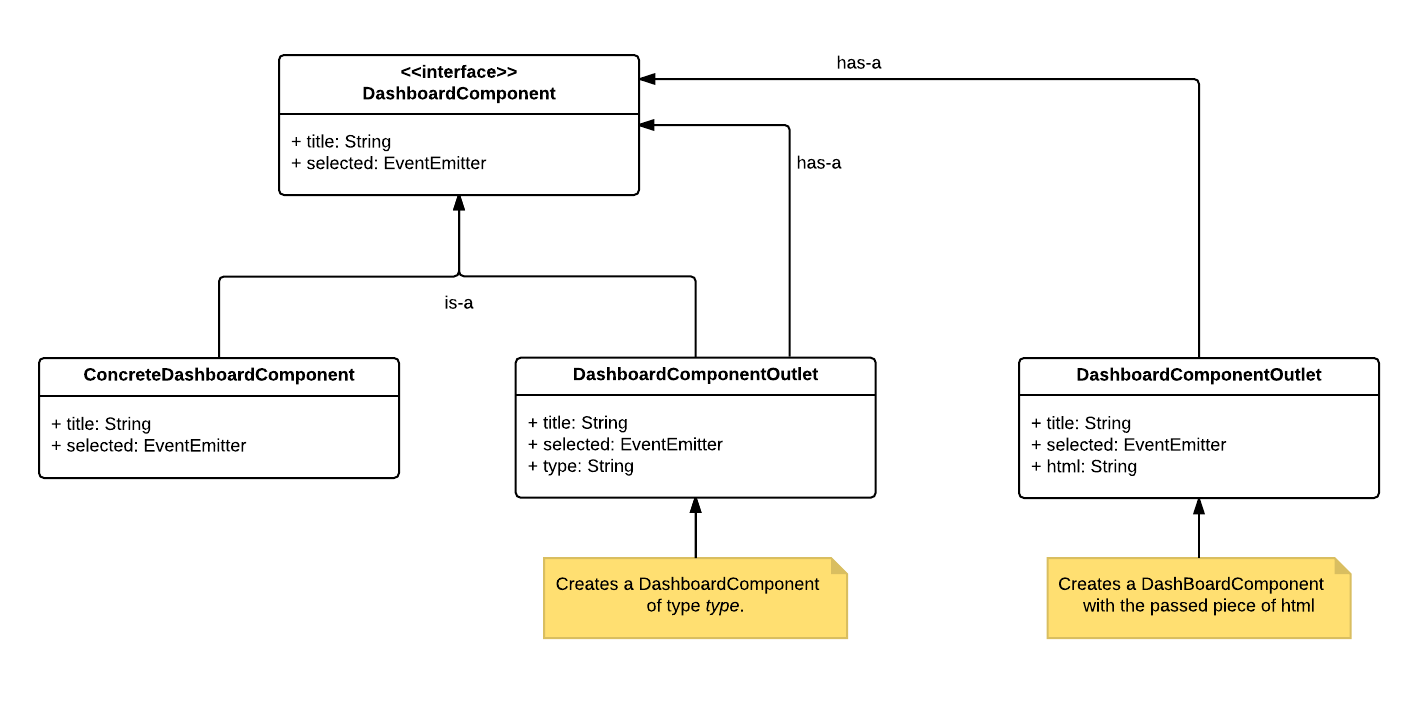 has-a
<<interface>>
DashboardComponent
+ title: String
+ selected: EventEmitter
has-a
is-a
ConcreteDashboardComponent
+ title: String
+ selected: EventEmitter
DashboardComponentOutlet
+ title: String
+ selected: EventEmitter
+ type: String
DashboardComponentOutlet
+ title: String
+ selected: EventEmitter
+ html: String
Creates a DashboardComponent
of type type.
Creates a DashBoardComponent
with the passed piece of html